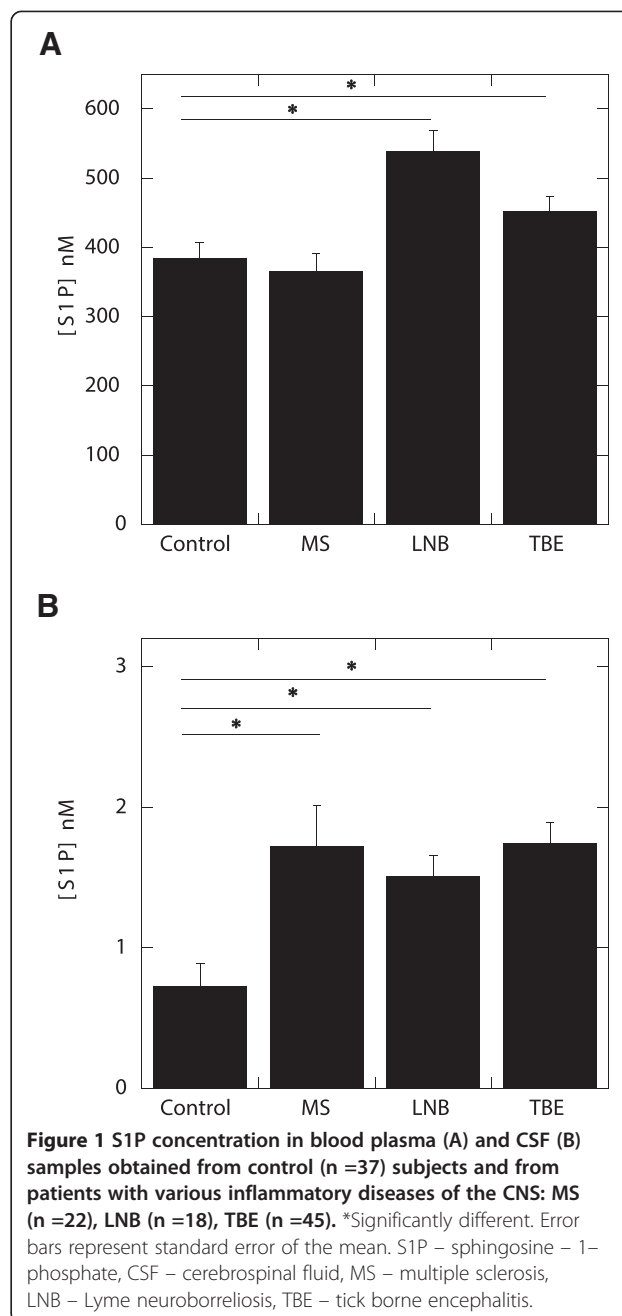 A
600
500
400
300
200
100
0
[S1P] nM
*
*
Control MS LNB TBE
B
3
2
1
0
[S1P] nM
*
*
*
Control MS LNB TBE
Figure 1 S1P concentration in blood plasma (A) and CSF (B)
samples obtained from control (n =37) subjects and from
patients with various inflammatory diseases of the CNS: MS
(n =22), LNB (n =18), TBE (n =45). *Significantly different. Error
bars represent standard error of the mean. S1P – sphingosine – 1–
phosphate, CSF – cerebrospinal fluid, MS – multiple sclerosis,
LNB – Lyme neuroborreliosis, TBE – tick borne encephalitis.